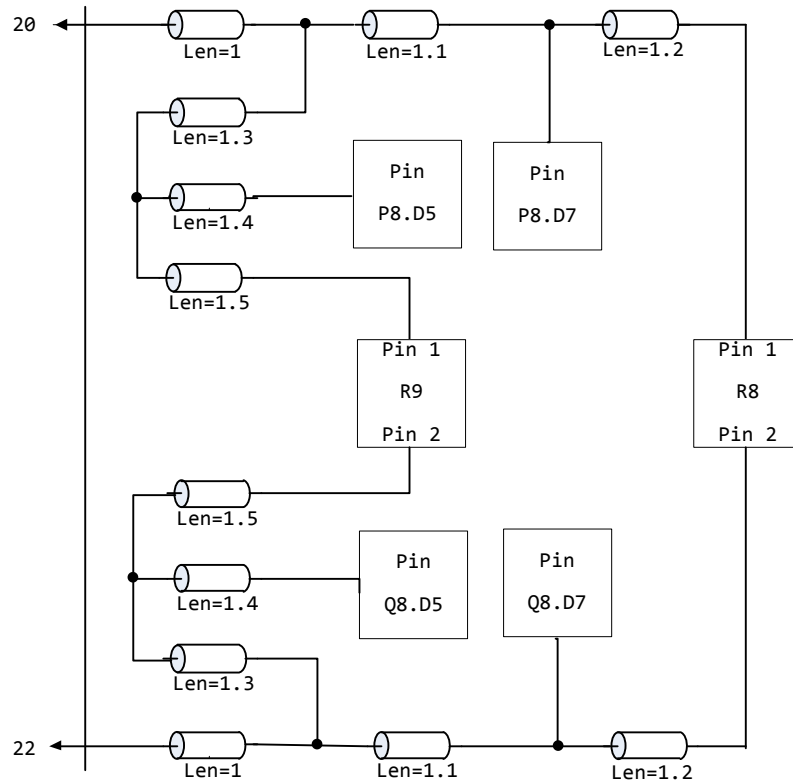 20
Len=1
Len=1.1
Len=1.2
Len=1.3
Pin
P8.D5
Pin
P8.D7
Len=1.4
Len=1.5
Pin 1
R9
Pin 2
Pin 1
R8
Pin 2
Len=1.5
Pin
Q8.D5
Pin
Q8.D7
Len=1.4
Len=1.3
22
Len=1
Len=1.1
Len=1.2